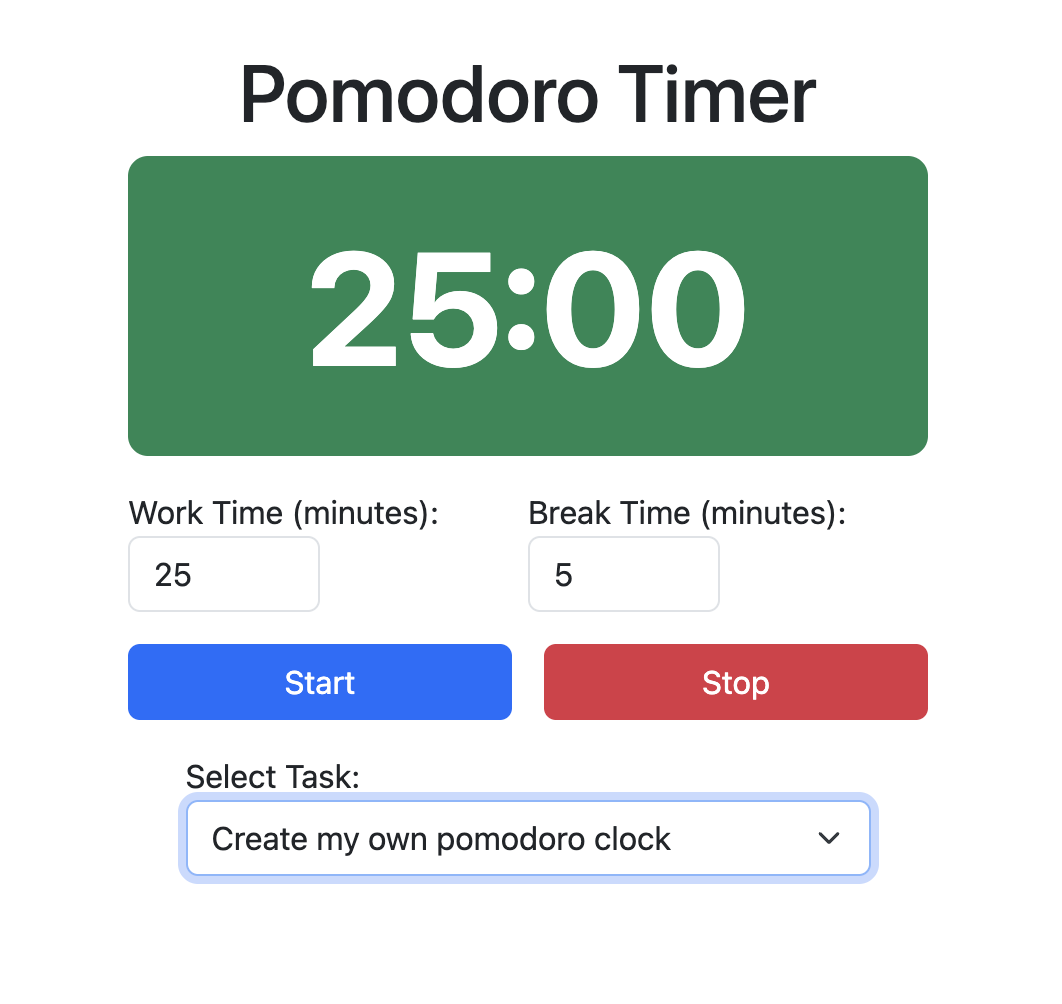 Pomodoro Timer
25:00
Work Time (minutes):
25
Break Time (minutes):
5
Start
Stop
Select Task:
Create my own pomodoro clock